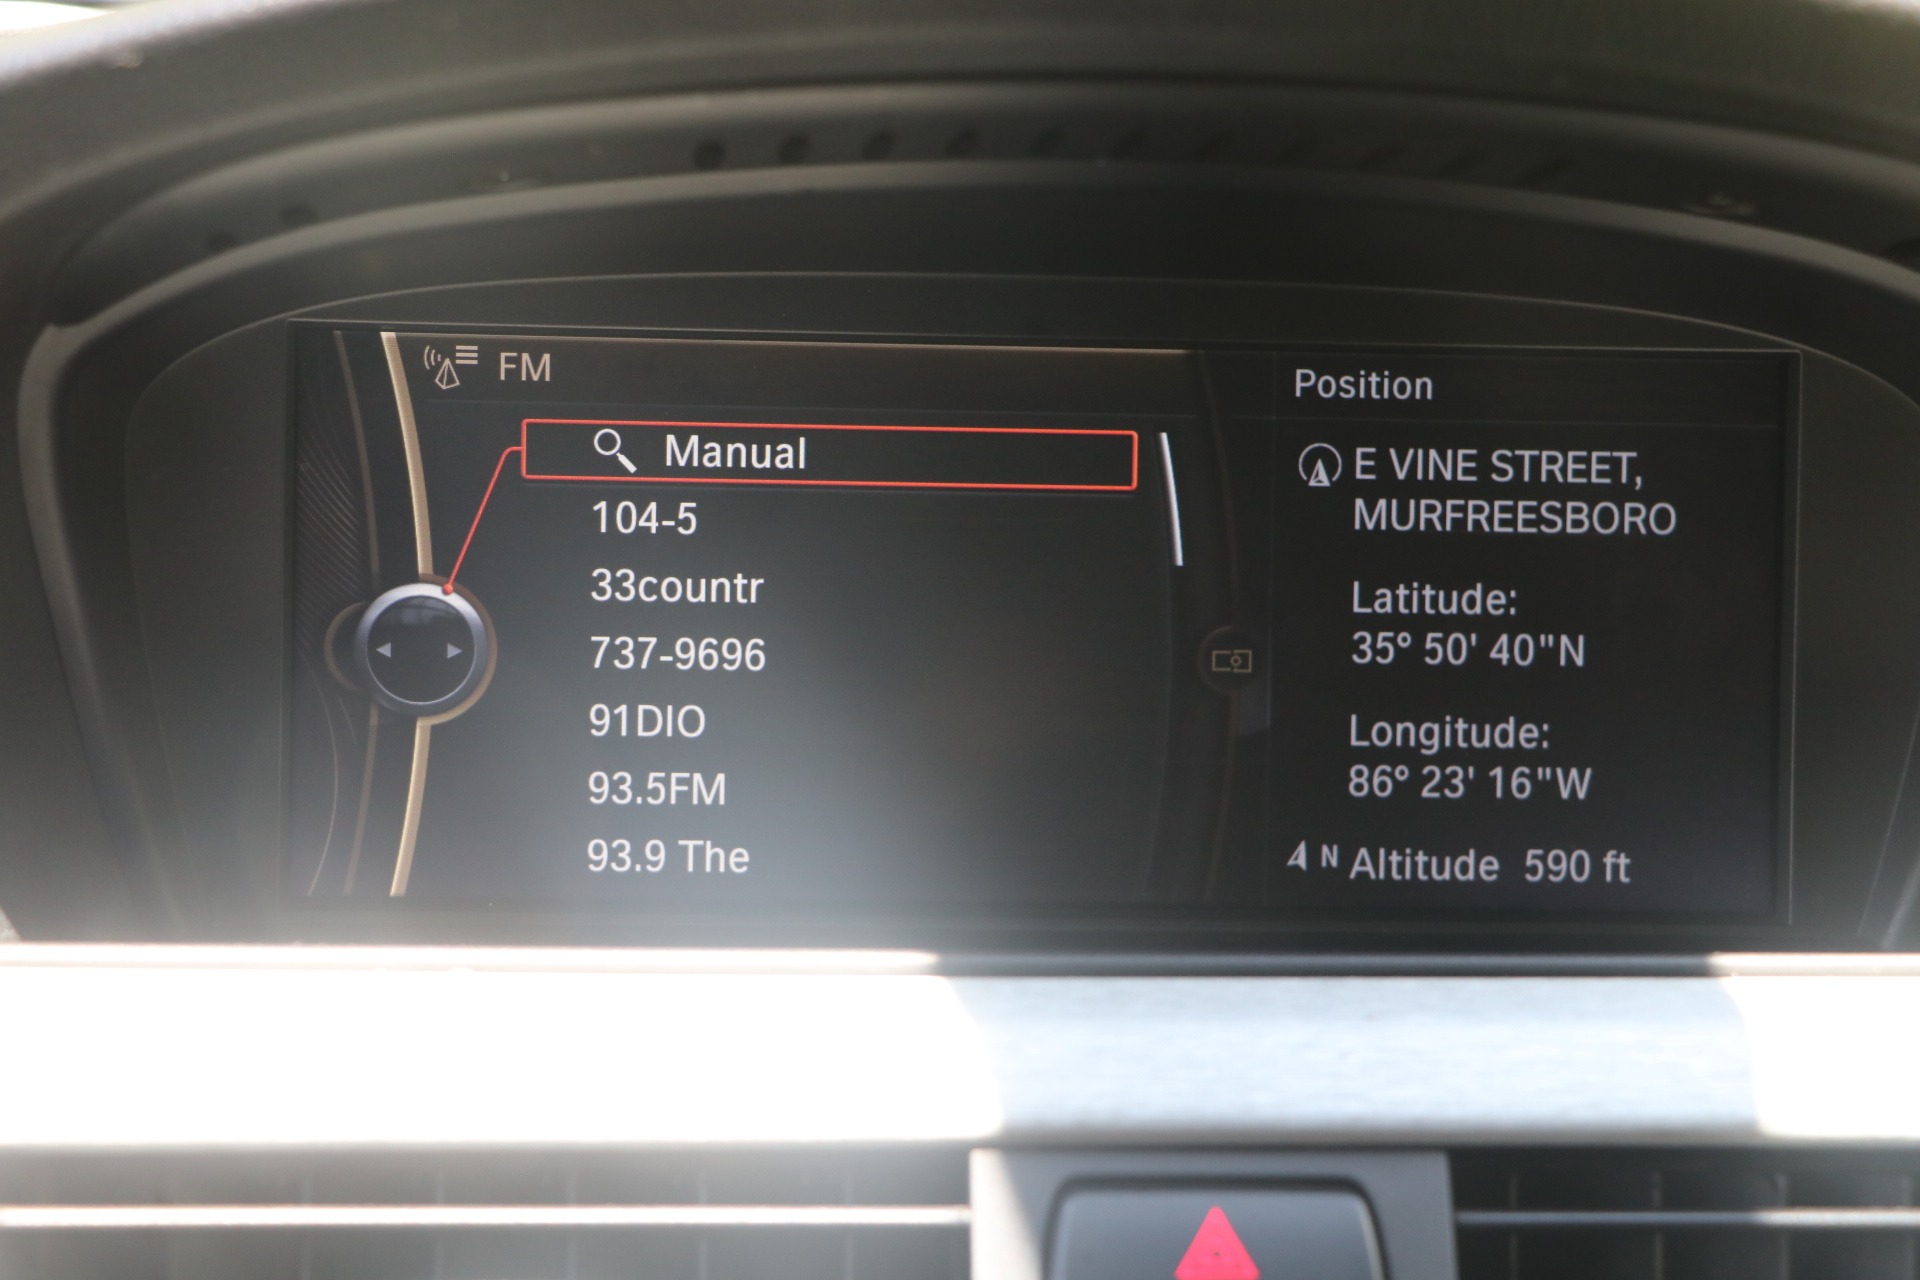 FM
Manual
104-5
33countr
737-9696
91DIO
93.5FM
93.9 The
Position
E VINE STREET,
MURFREESBORO
Latitude:
35° 50' 40"N
Longitude:
86° 23' 16"W
N Altitude 590 ft